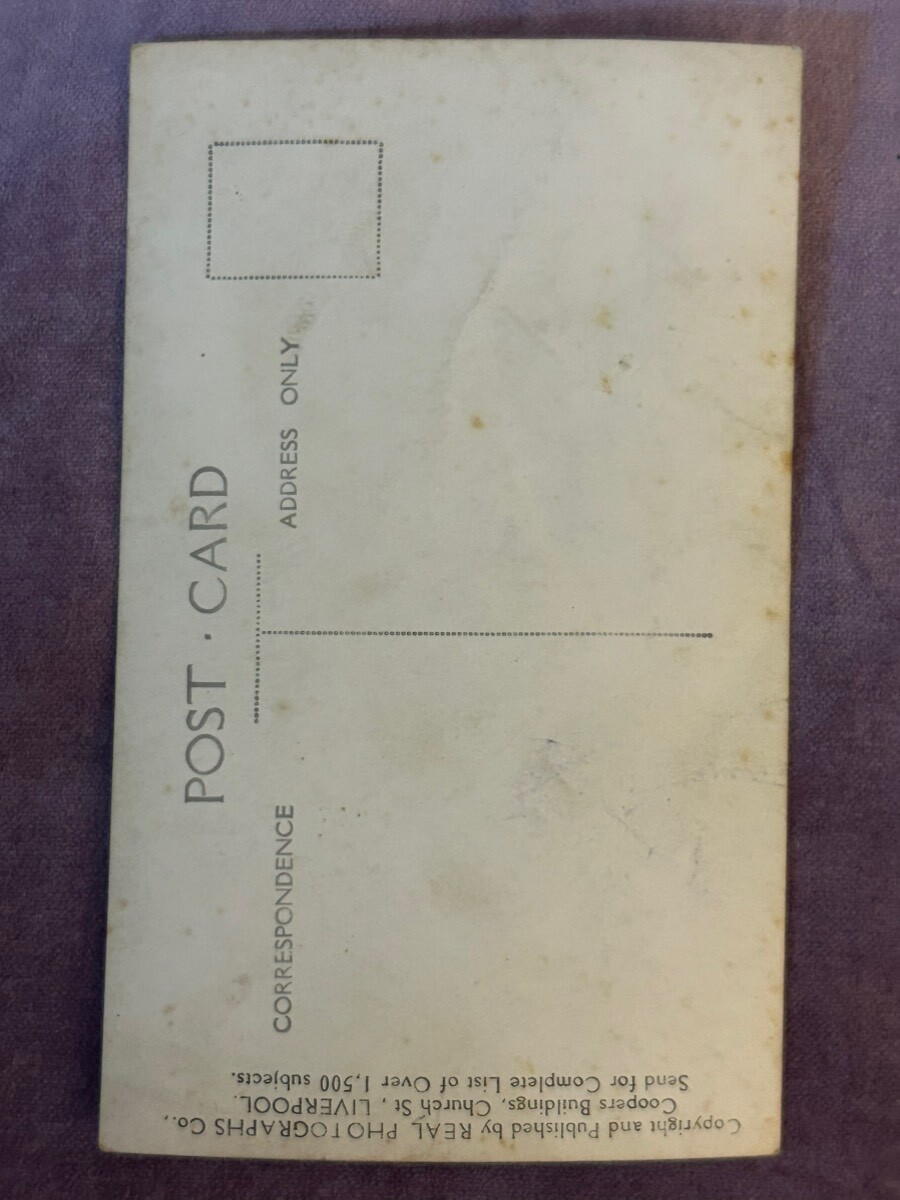 POST · CARD
CORRESPONDENCE
ADDRESS ONLY
Copyright and Published by REAL PHOTOGRAPHS Co.,
Coopers Buildings, Church St, LIVERPOOL.
Send for Complete List of Over 1,500 subjects.